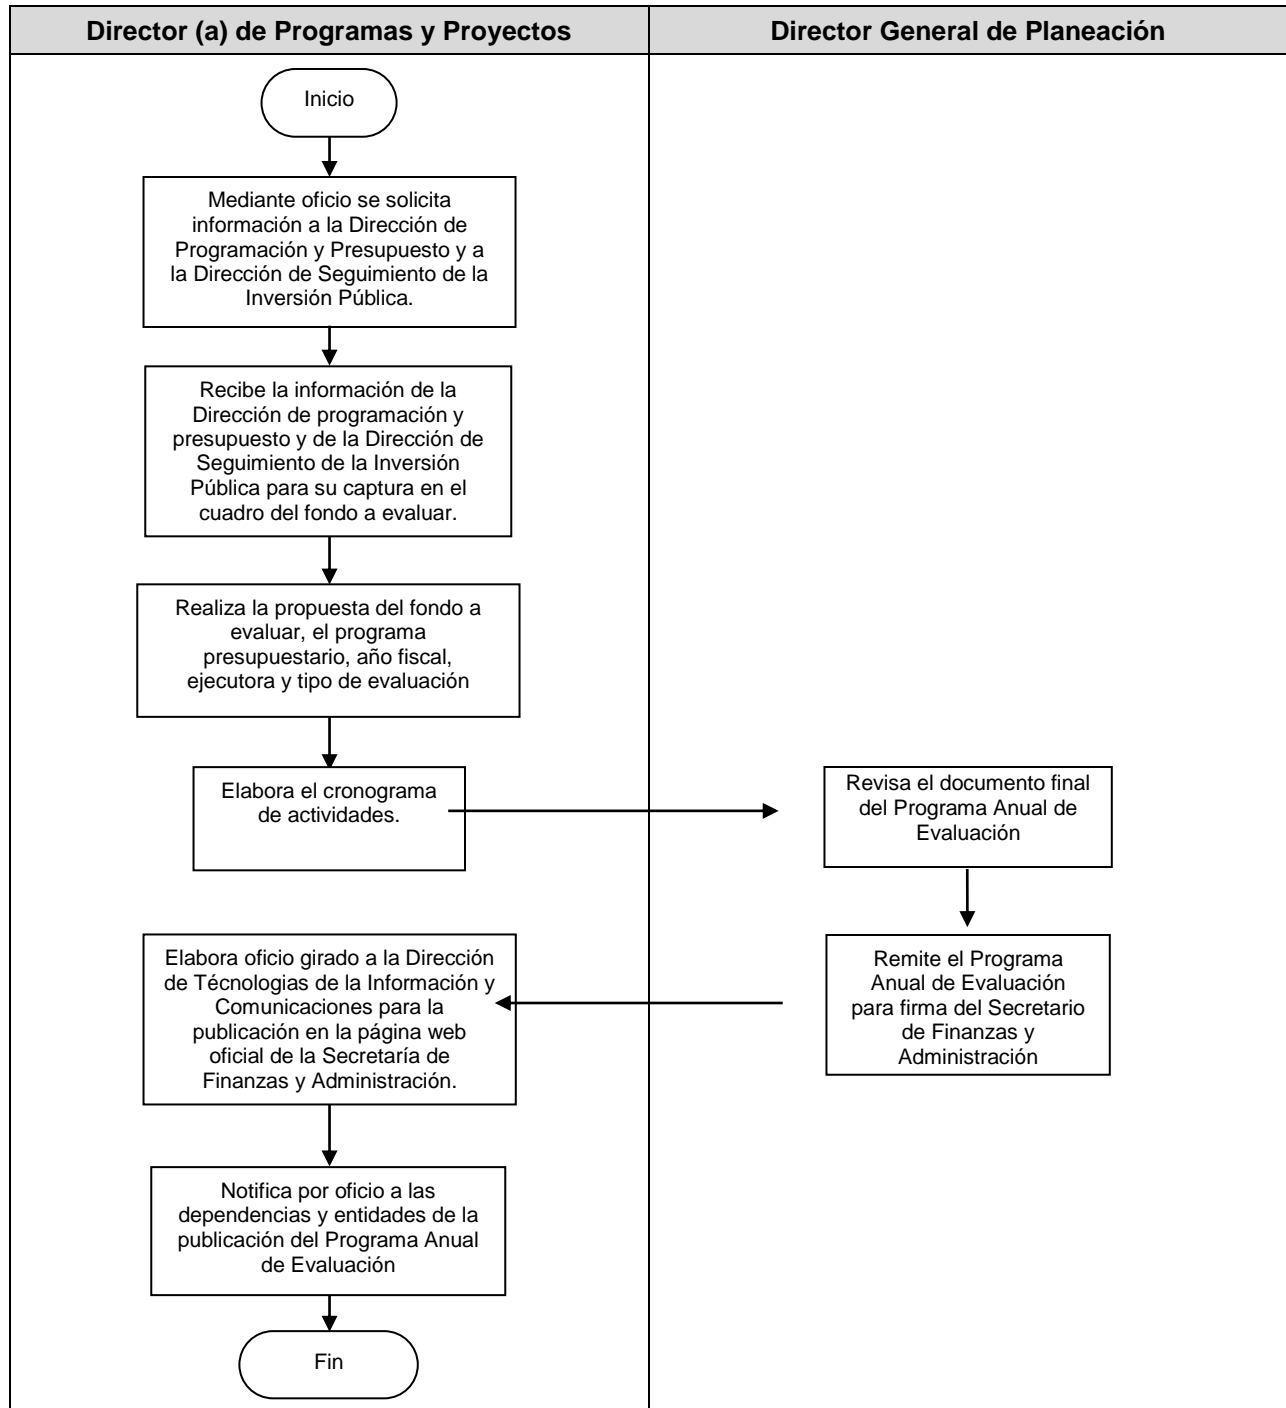 Director (a) de Programas y Proyectos
Director General de Planeación
Inicio
Mediante oficio se solicita
información a la Dirección de
Programación y Presupuesto y a
la Dirección de Seguimiento de la
Inversión Pública.
Recibe la información de la
Dirección de programación y
presupuesto y de la Dirección de
Seguimiento de la Inversión
Pública para su captura en el
cuadro del fondo a evaluar.
Realiza la propuesta del fondo a
evaluar, el programa
presupuestario, año fiscal,
ejecutora y tipo de evaluación
Elabora el cronograma
de actividades.
Revisa el documento final
del Programa Anual de
Evaluación
Remite el Programa
Anual de Evaluación
para firma del Secretario
de Finanzas y
Administración
Elabora oficio girado a la Dirección
de Técnologias de la Información y
Comunicaciones para la
publicación en la página web
oficial de la Secretaría de
Finanzas y Administración.
Notifica por oficio a las
dependencias y entidades de la
publicación del Programa Anual
de Evaluación
Fin